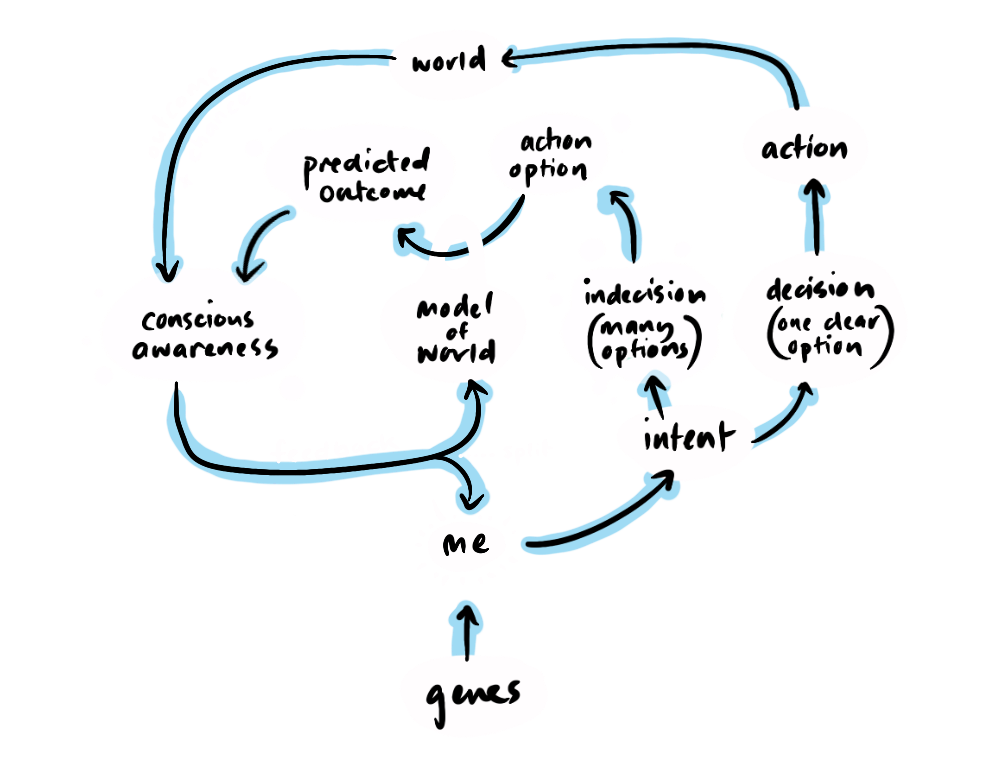 world
action
option
action
predicted
outcome
conscious
awareness
model
of
world
indecision
(many
options)
decision
(one clear
option)
intent
me
genes